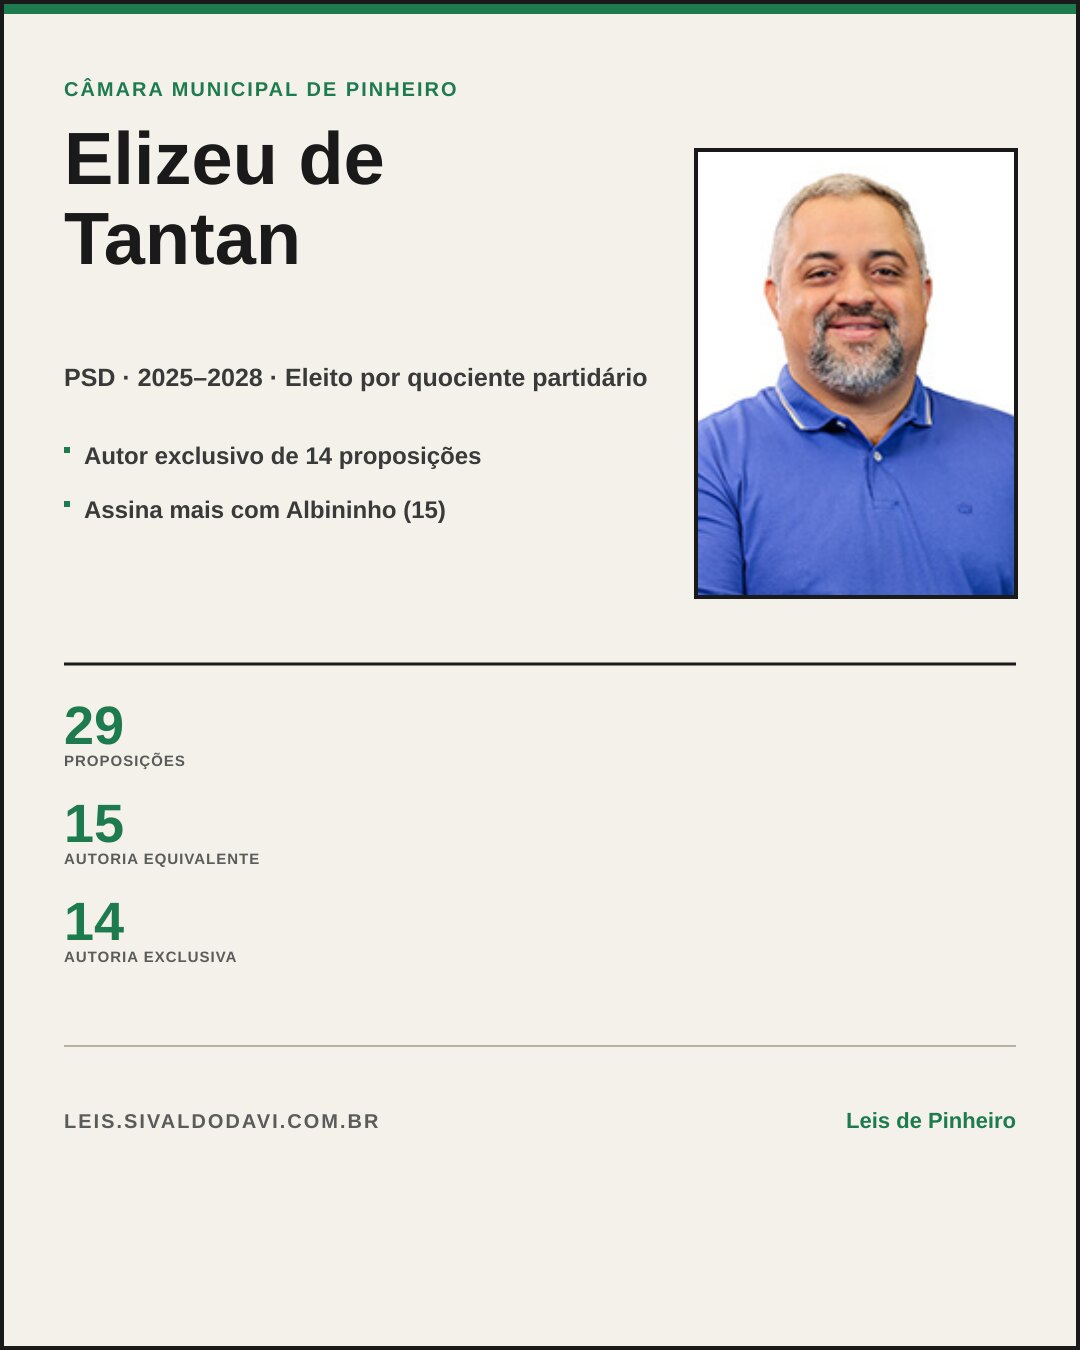 CÂMARA MUNICIPAL DE PINHEIRO
Elizeu de
Tantan
PSD · 2025–2028 · Eleito por quociente partidário
Autor exclusivo de 14 proposições
Assina mais com Albininho (15)
29
PROPOSIÇÕES
15
AUTORIA EQUIVALENTE
14
AUTORIA EXCLUSIVA
LEIS.SIVALDODAVI.COM.BR
Leis de Pinheiro